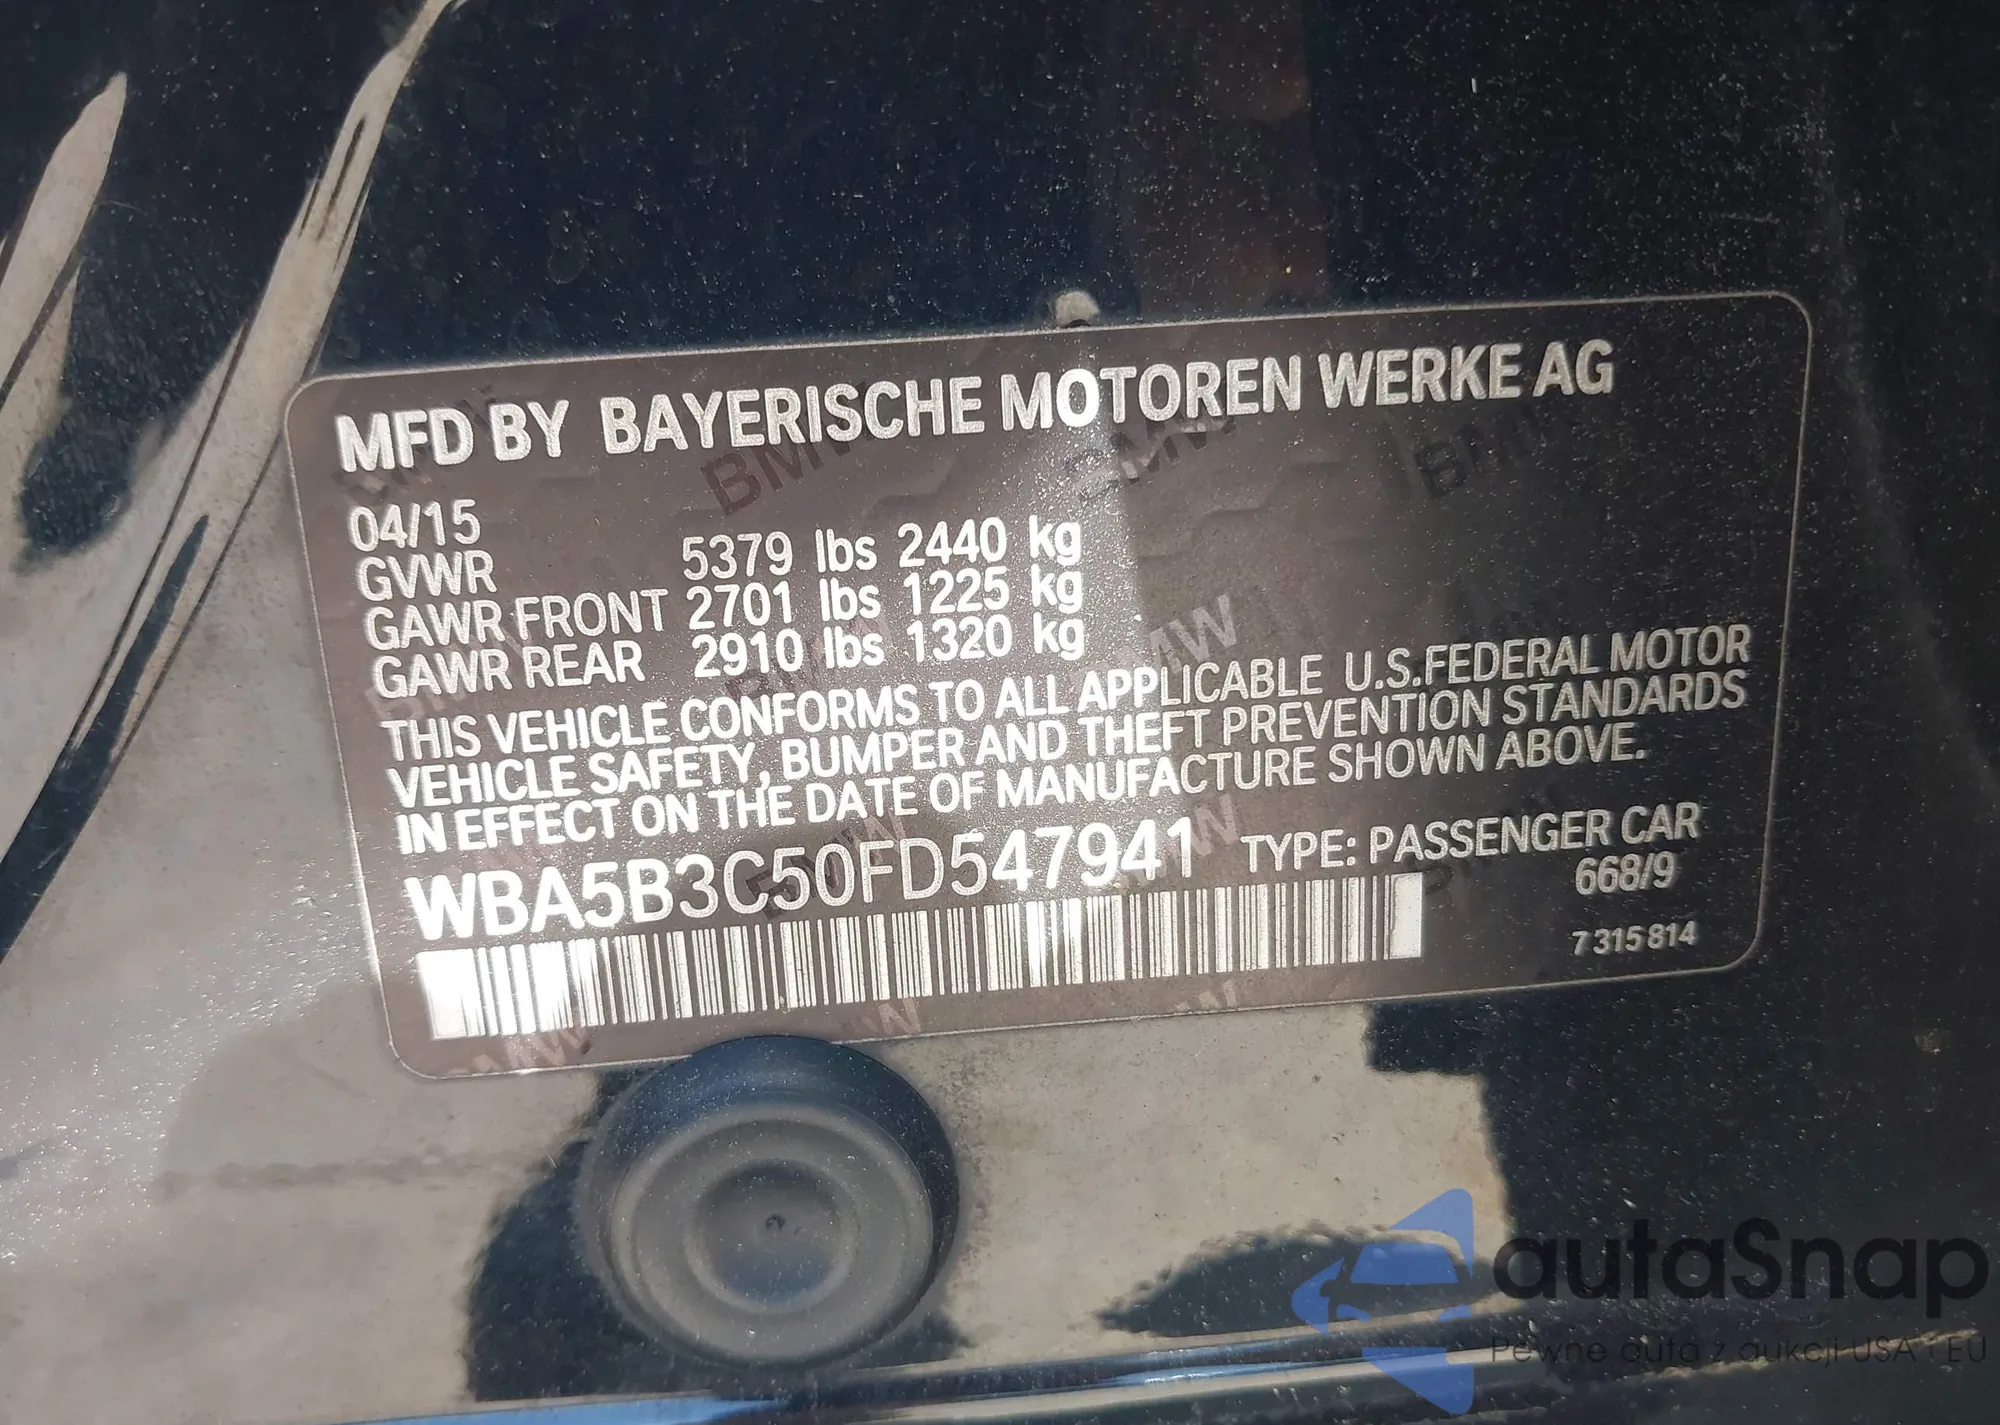 MFD BY BAYERISCHE MOTOREN WERKE AG
04/15
GVWR 5379 lbs 2440 kg
GAWR FRONT 2701 lbs 1225 kg
GAWR REAR 2910 lbs 1320 kg
THIS VEHICLE CONFORMS TO ALL APPLICABLE U.S.FEDERAL MOTOR
VEHICLE SAFETY, BUMPER AND THEFT PREVENTION STANDARDS
IN EFFECT ON THE DATE OF MANUFACTURE SHOWN ABOVE.
WBA5B3C50FD547941 TYPE: PASSENGER CAR
668/9
7 315 814
autaSnap
Pewne auta z aukcji USA i EU